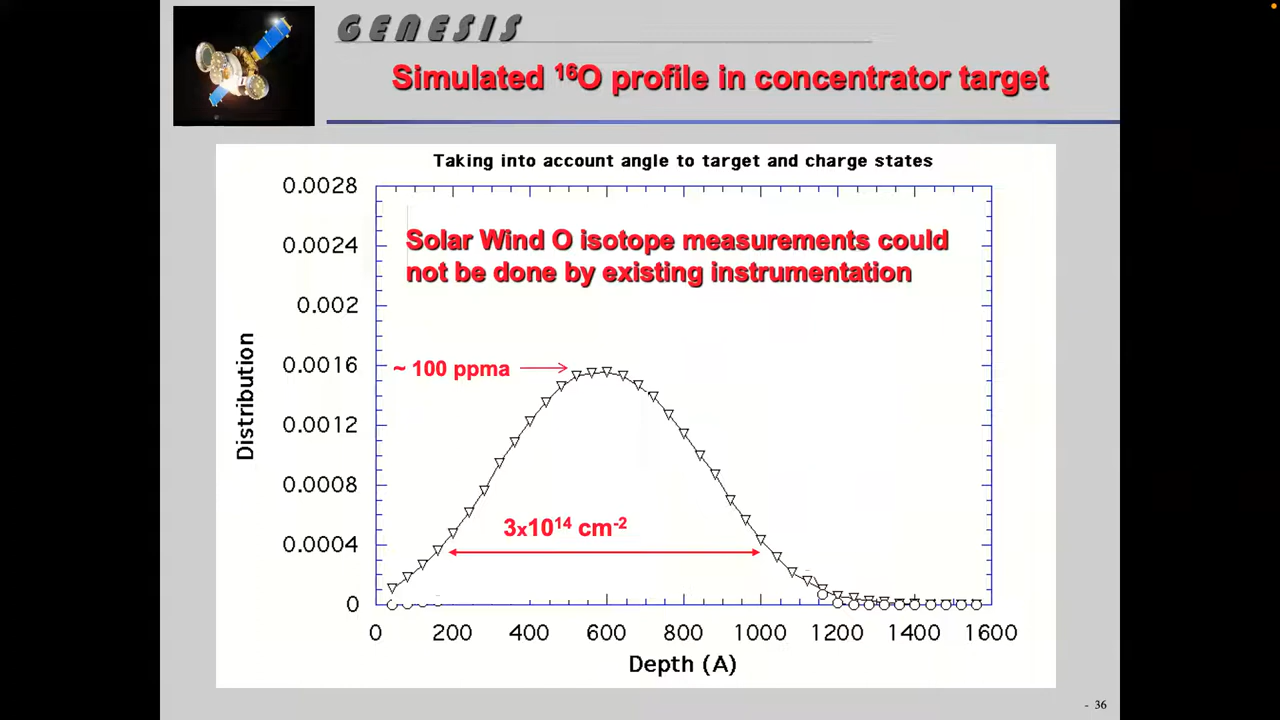 GENESIS
Simulated ¹⁶O profile in concentrator target
Taking into account angle to target and charge states
Solar Wind O isotope measurements could
not be done by existing instrumentation
0.0028
0.0024
0.002
0.0016
0.0012
0.0008
0.0004
0
Distribution
~ 100 ppma
3x10¹⁴ cm⁻²
0 200 400 600 800 1000 1200 1400 1600
Depth (A)
- 36